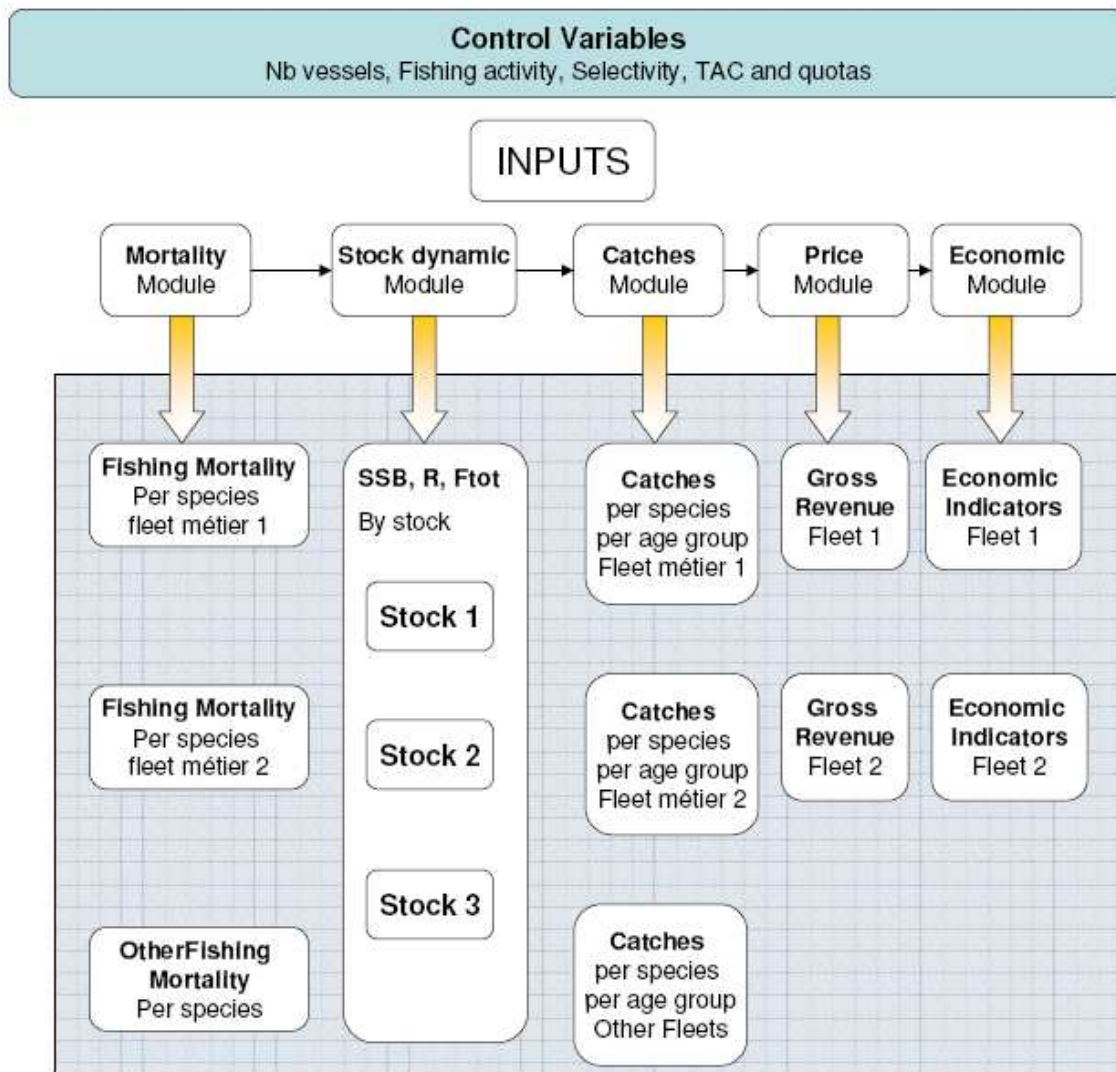 Control Variables
Nb vessels, Fishing activity, Selectivity, TAC and quotas
INPUTS
Mortality
Module
Stock dynamic
Module
Catches
Module
Price
Module
Economic
Module
Fishing Mortality
Per species
fleet métier 1
SSB, R, Ftot
By stock
Stock 1
Stock 2
Stock 3
Catches
per species
per age group
Fleet métier 1
Gross
Revenue
Fleet 1
Economic
Indicators
Fleet 1
Fishing Mortality
Per species
fleet métier 2
Catches
per species
per age group
Fleet métier 2
Gross
Revenue
Fleet 2
Economic
Indicators
Fleet 2
OtherFishing
Mortality
Per species
Catches
per species
per age group
Other Fleets